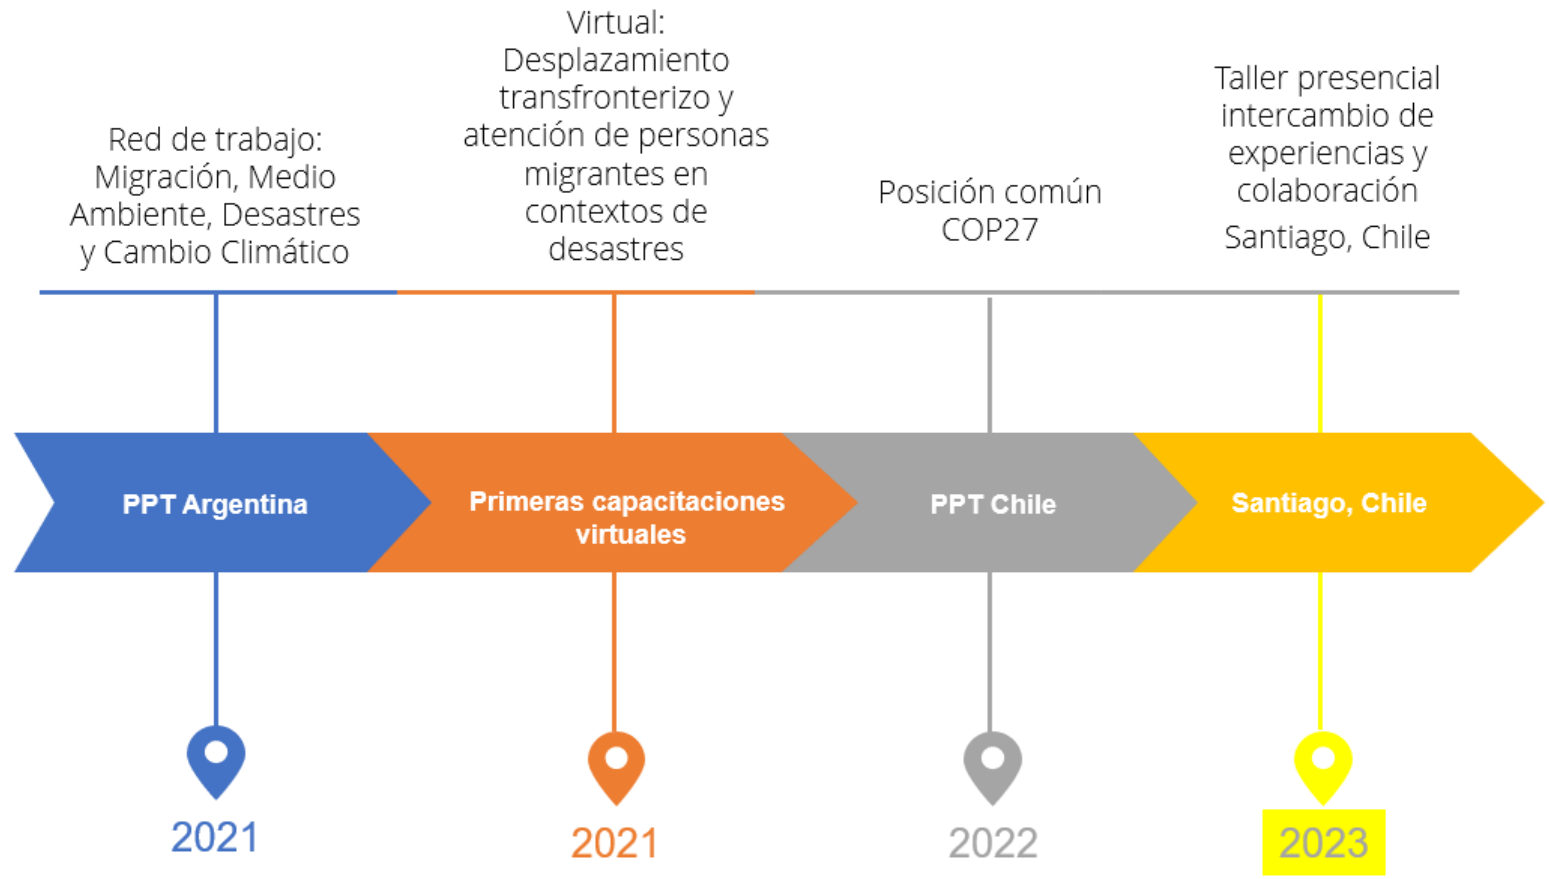 Red de trabajo:
Migración, Medio
Ambiente, Desastres
y Cambio Climático
Virtual:
Desplazamiento
transfronterizo y
atención de personas
migrantes en
contextos de
desastres
Posición común
COP27
Taller presencial
intercambio de
experiencias y
colaboración
Santiago, Chile
PPT Argentina
Primeras capacitaciones
virtuales
PPT Chile
Santiago, Chile
2021
2021
2022
2023